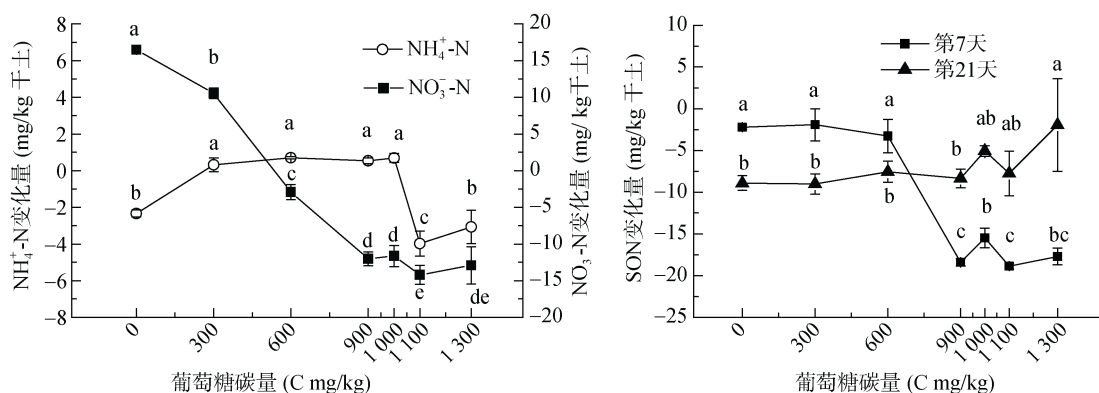 NH₄⁺-N变化量 (mg/kg 干土)
8
6
4
2
0
−2
−4
−6
−8
a
b
a
b
a
c
a
d
a
d
c
e
b
de
NH₄⁺-N
NO₃⁻-N
20
15
10
5
0
−5
−10
−15
−20
NO₃-N变化量 (mg/ kg干土)
0
300
600
900
1 000
1 100
1 300
葡萄糖碳量 (C mg/kg)
SON变化量 (mg/kg 干土)
10
5
0
−5
−10
−15
−20
−25
第7天
第21天
a
b
a
b
a
b
b
c
ab
b
ab
c
a
bc
0
300
600
900
1 000
1 100
1 300
葡萄糖碳量 (C mg/kg)